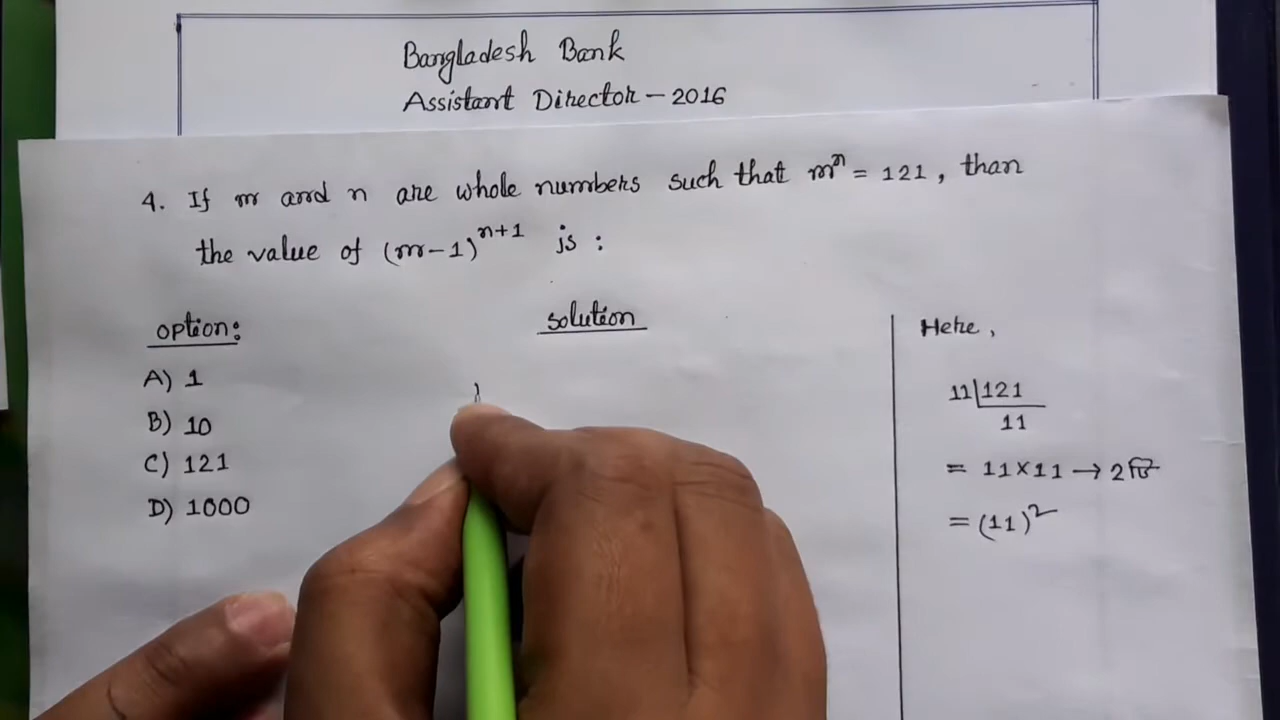 Bangladesh Bank
Assistant Director - 2016
4. If m and n are whole numbers such that mⁿ = 121, than
the value of (m-1)ⁿ⁺¹ is :
option:
A) 1
B) 10
C) 121
D) 1000
solution
Here,
11|121
11
= 11×11 → 2 টি
= (11)²